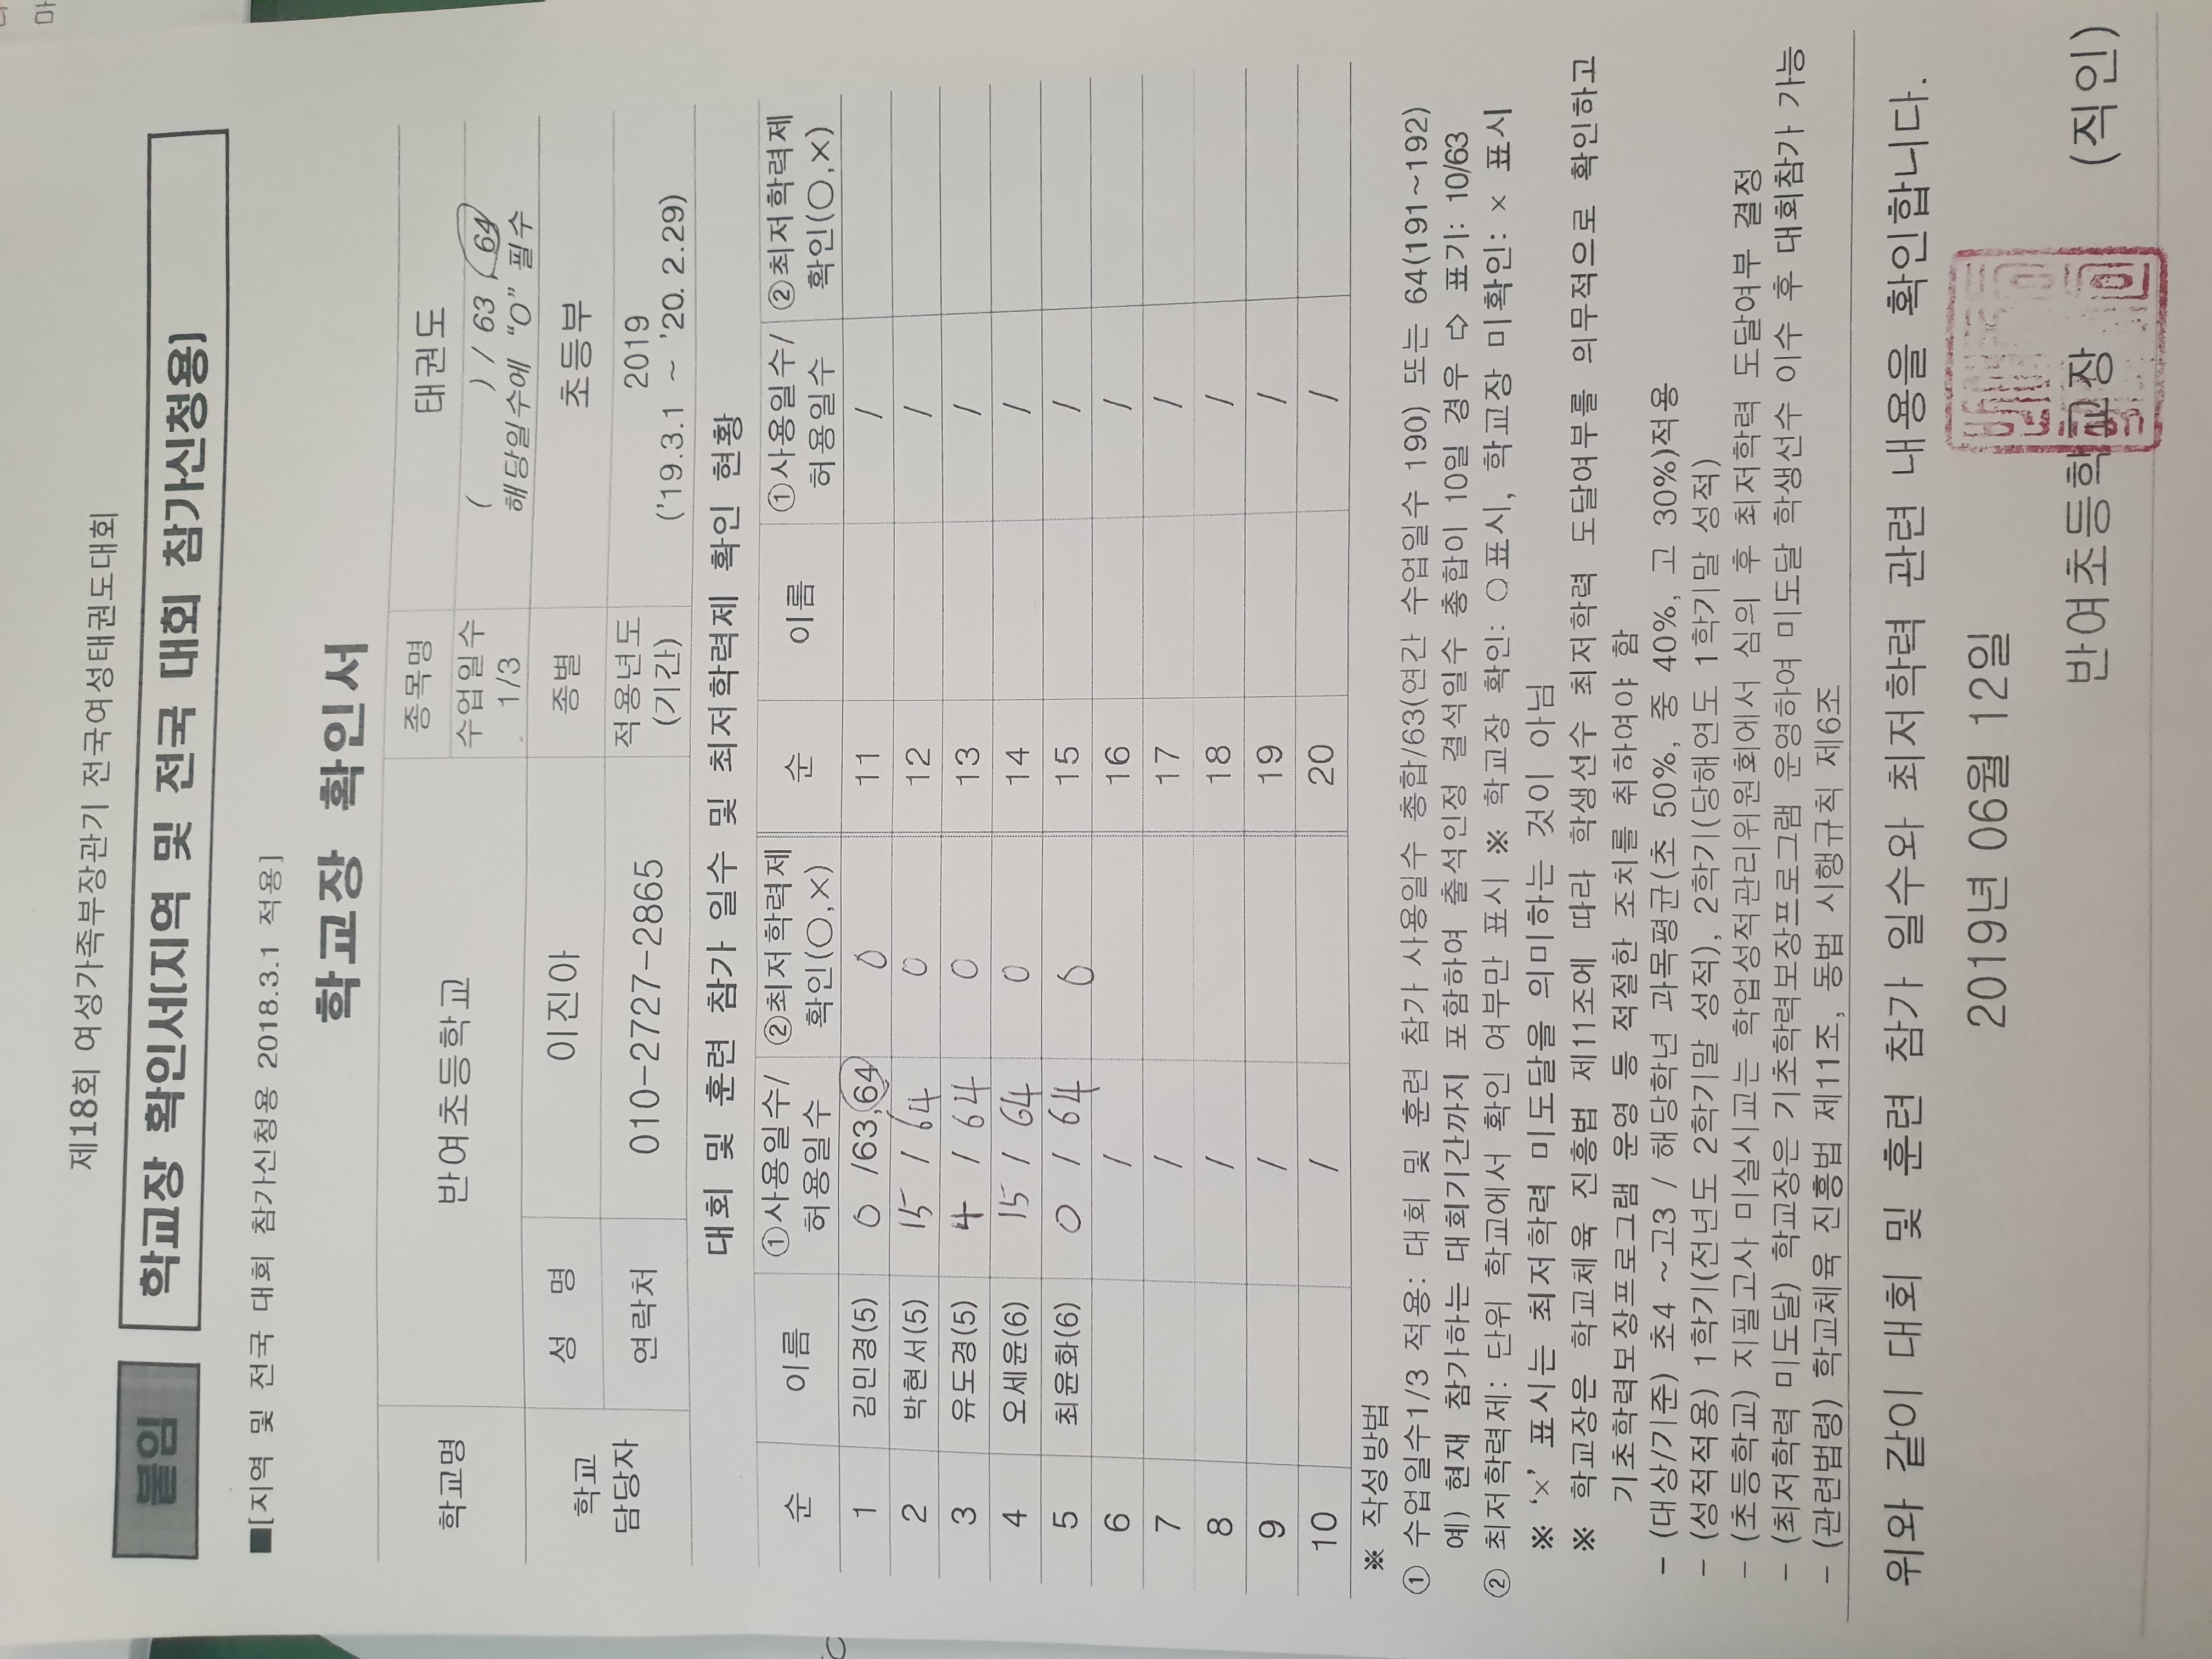 제18회 여성가족부장관기 전국여성태권도대회
붙임 학교장 확인서(지역 및 전국 대회 참가신청용)
■[지역 및 전국 대회 참가신청용 2018.3.1 적용]
학교장 확인서
학교명 반여초등학교 종목명 태권도
수업일수 1/3 ( ) / 63, 64
해당일수에 "O" 필수
학교 담당자 성 명 이진아 종별 초등부
연락처 010-2727-2865 적용년도 (기간) 2019
('19.3.1 ~ '20. 2.29)
대회 및 훈련 참가 일수 및 최저학력제 확인 현황
순 이름 ①사용일수/허용일수 ②최저학력제 확인(○,×) 순 이름 ①사용일수/허용일수 ②최저학력제 확인(○,×)
1 김민경(5) 0 /63,64 0 11 /
2 박현서(5) 15 / 64 0 12 /
3 유도경(5) 4 / 64 0 13 /
4 오세윤(6) 15 / 64 0 14 /
5 최윤화(6) 0 / 64 0 15 /
6 / 16 /
7 / 17 /
8 / 18 /
9 / 19 /
10 / 20 /
※ 작성방법
① 수업일수1/3 적용: 대회 및 훈련 참가 사용일수 총합/63(연간 수업일수 190) 또는 64(191~192)
예) 현재 참가하는 대회기간까지 포함하여 출석인정 결석일수 총합이 10일 경우 ⇨ 표기: 10/63
② 최저학력제: 단위 학교에서 확인 여부만 표시 ※ 학교장 확인: ○ 표시, 학교장 미확인: × 표시
※ '×' 표시는 최저학력 미도달을 의미하는 것이 아님
※ 학교장은 학교체육 진흥법 제11조에 따라 학생선수 최저학력 도달여부를 의무적으로 확인하고
기초학력보장프로그램 운영 등 적절한 조치를 취하여야 함
- (대상/기준) 초4 ~고3 / 해당학년 과목평균(초 50%, 중 40%, 고 30%)적용
- (성적적용) 1학기(전년도 2학기말 성적), 2학기(당해연도 1학기말 성적)
- (초등학교) 지필고사 미실시교는 학업성적관리위원회에서 심의 후 최저학력 도달여부 결정
- (최저학력 미도달) 학교장은 기초학력보장프로그램 운영하여 미도달 학생선수 이수 후 대회참가 가능
- (관련법령) 학교체육 진흥법 제11조, 동법 시행규칙 제6조
위와 같이 대회 및 훈련 참가 일수와 최저학력 관련 내용을 확인합니다.
2019년 06월 12일
반여초등학교장 (직인)